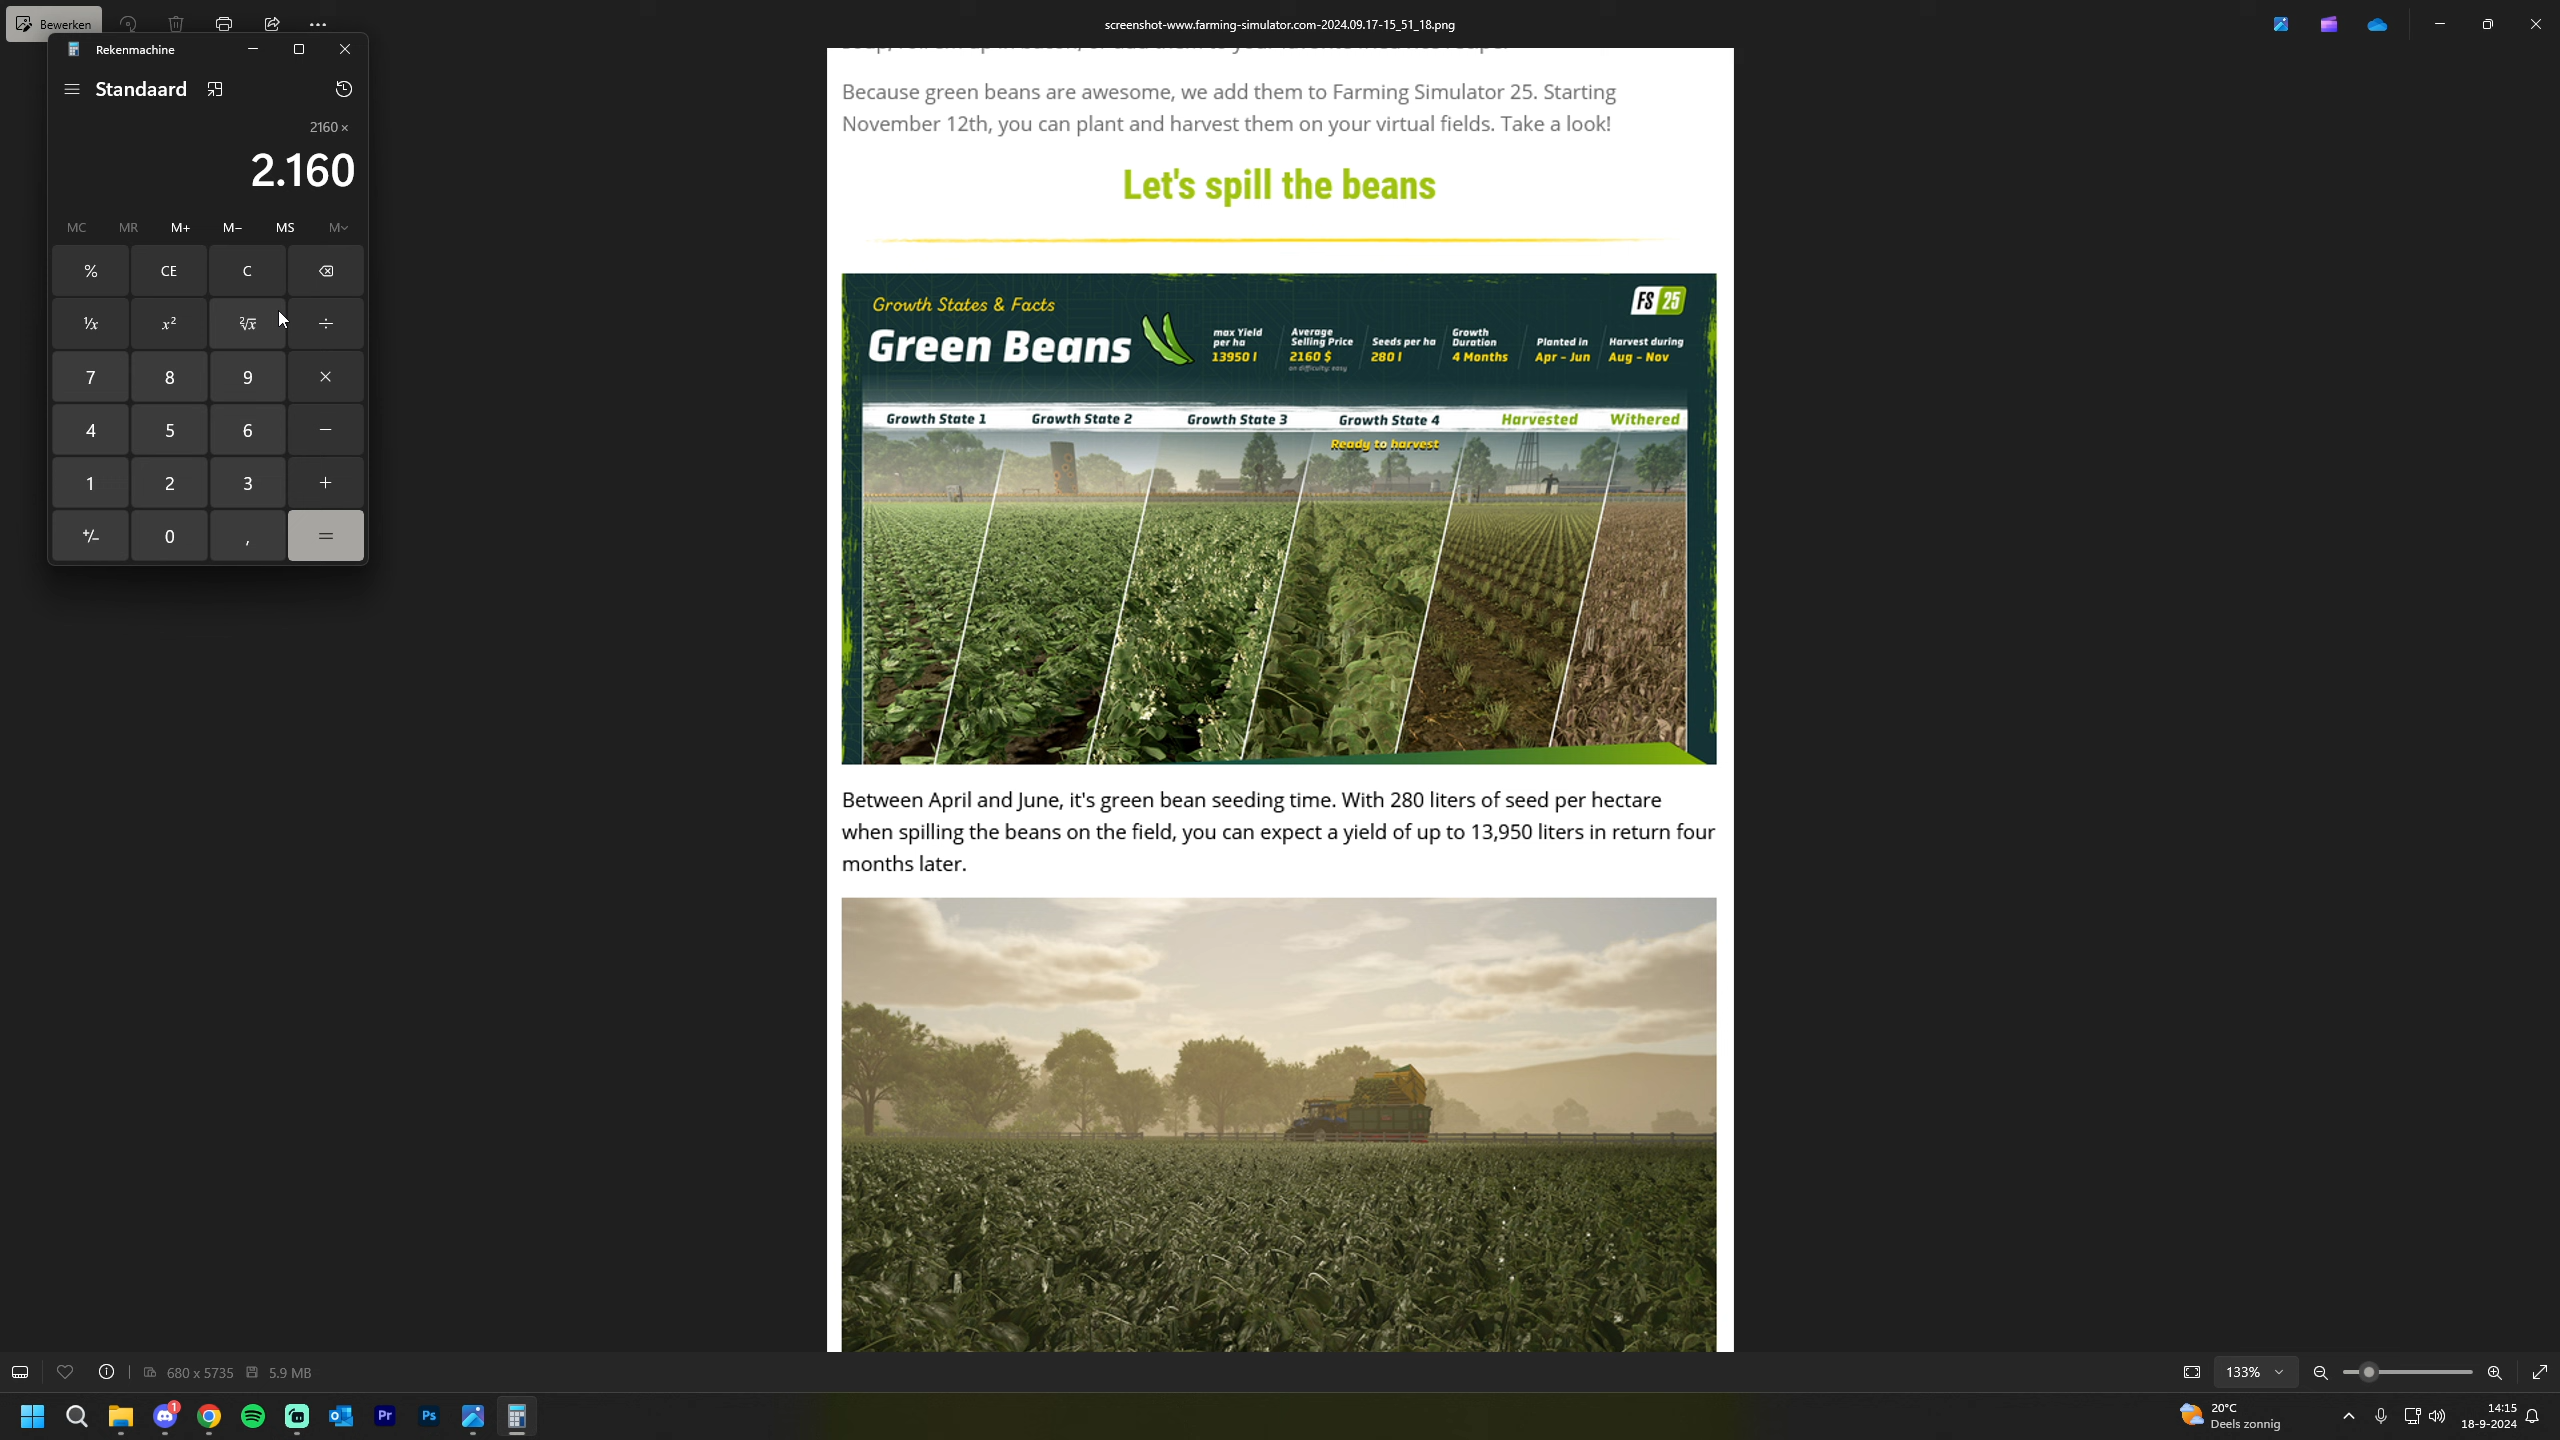 Bewerken
screenshot-www.farming-simulator.com-2024.09.17-15_51_18.png
Rekenmachine
Standaard
2160 ×
2.160
MC MR M+ M− MS M
% CE C
⅟x x² ²√x ÷
7 8 9 ×
4 5 6 −
1 2 3 +
+/− 0 , =
Because green beans are awesome, we add them to Farming Simulator 25. Starting
November 12th, you can plant and harvest them on your virtual fields. Take a look!
Let's spill the beans
Growth States & Facts
FS 25
Green Beans
max Yield per ha
13950 l
Average Selling Price
2160 $
on difficulty: easy
Seeds per ha
280 l
Growth Duration
4 Months
Planted in
Apr - Jun
Harvest during
Aug - Nov
Growth State 1 Growth State 2 Growth State 3 Growth State 4 Harvested Withered
Ready to harvest
Between April and June, it's green bean seeding time. With 280 liters of seed per hectare
when spilling the beans on the field, you can expect a yield of up to 13,950 liters in return four
months later.
680 x 5735 5.9 MB
133%
1
Pr
Ps
20°C
Deels zonnig
14:15
18-9-2024